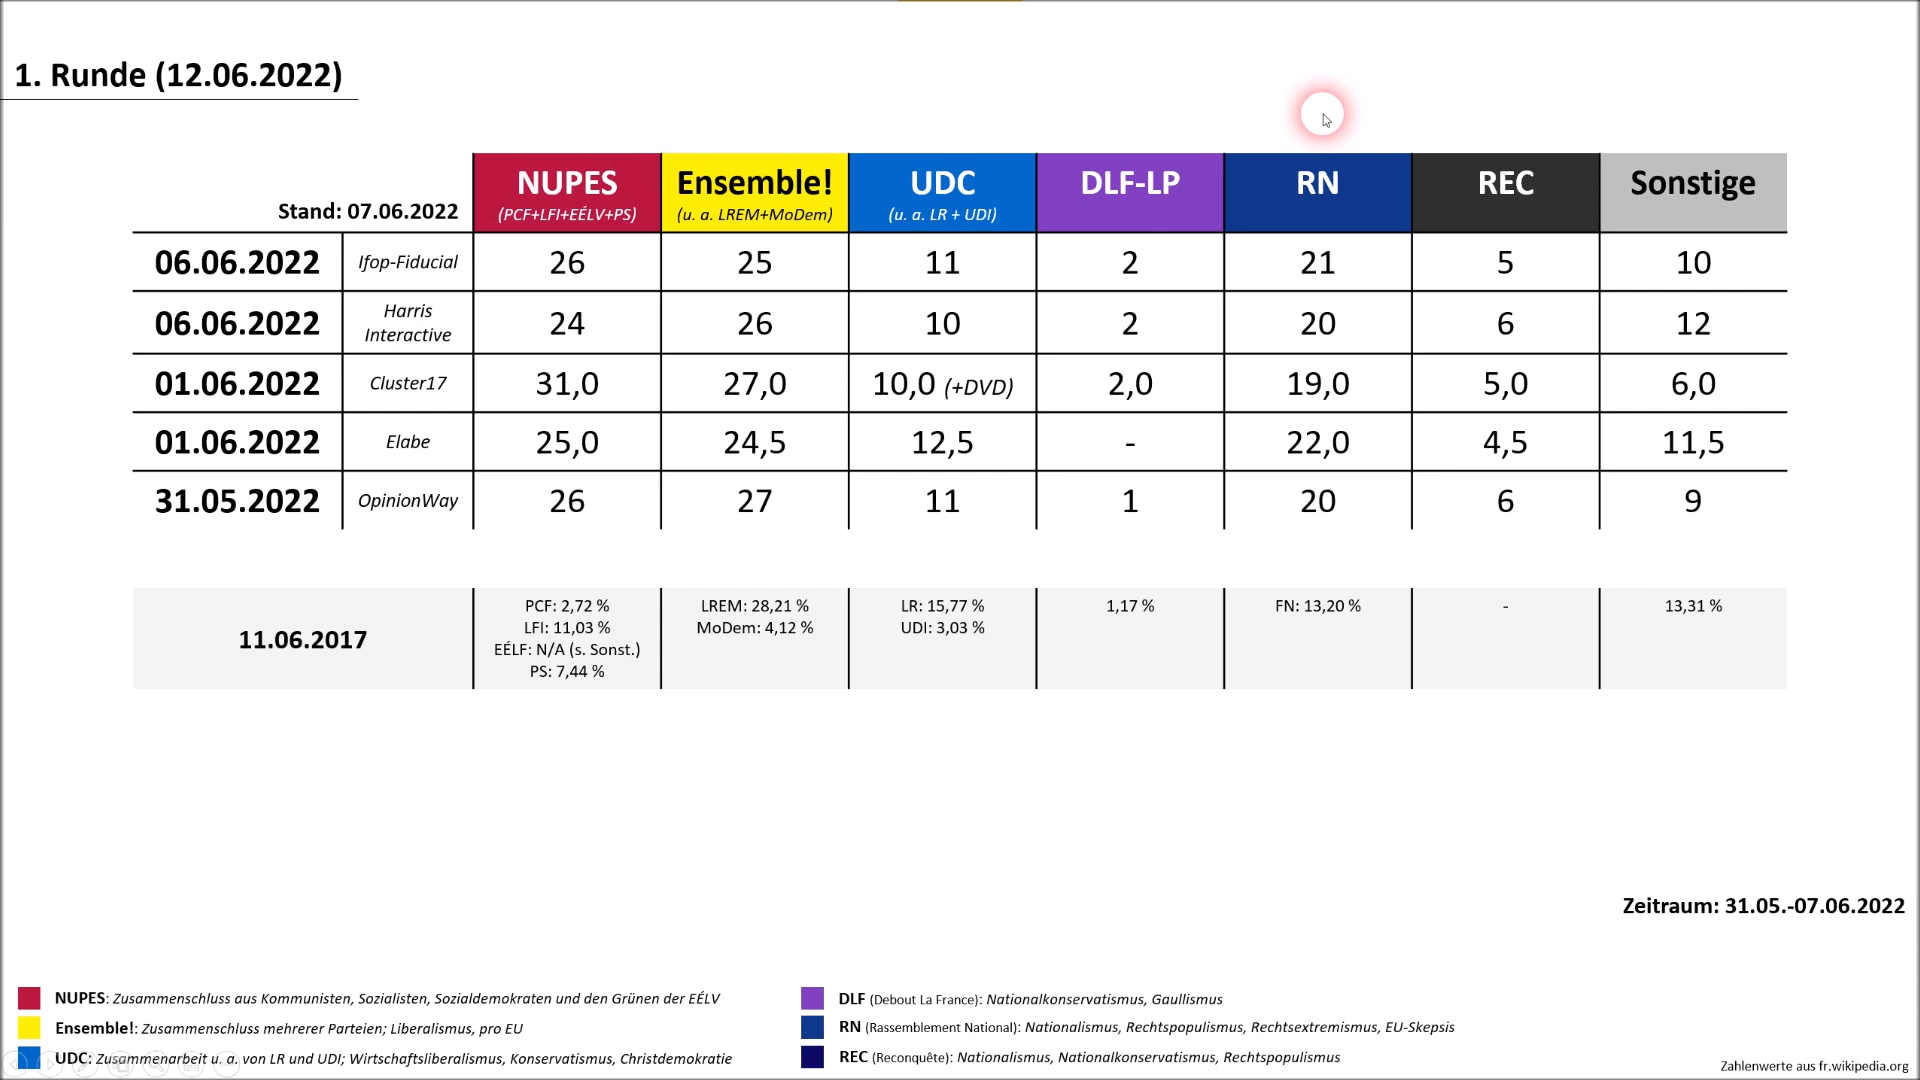 1. Runde (12.06.2022)
Stand: 07.06.2022
NUPES
(PCF+LFI+EÉLV+PS)
Ensemble!
(u. a. LREM+MoDem)
UDC
(u. a. LR + UDI)
DLF-LP
RN
REC
Sonstige
06.06.2022 Ifop-Fiducial 26 25 11 2 21 5 10
06.06.2022 Harris Interactive 24 26 10 2 20 6 12
01.06.2022 Cluster17 31,0 27,0 10,0 (+DVD) 2,0 19,0 5,0 6,0
01.06.2022 Elabe 25,0 24,5 12,5 - 22,0 4,5 11,5
31.05.2022 OpinionWay 26 27 11 1 20 6 9
11.06.2017
PCF: 2,72 %
LFI: 11,03 %
EÉLF: N/A (s. Sonst.)
PS: 7,44 %
LREM: 28,21 %
MoDem: 4,12 %
LR: 15,77 %
UDI: 3,03 %
1,17 %
FN: 13,20 %
-
13,31 %
Zeitraum: 31.05.-07.06.2022
NUPES: Zusammenschluss aus Kommunisten, Sozialisten, Sozialdemokraten und den Grünen der EÉLV
Ensemble!: Zusammenschluss mehrerer Parteien; Liberalismus, pro EU
UDC: Zusammenarbeit u. a. von LR und UDI; Wirtschaftsliberalismus, Konservatismus, Christdemokratie
DLF (Debout La France): Nationalkonservatismus, Gaullismus
RN (Rassemblement National): Nationalismus, Rechtspopulismus, Rechtsextremismus, EU-Skepsis
REC (Reconquête): Nationalismus, Nationalkonservatismus, Rechtspopulismus
Zahlenwerte aus fr.wikipedia.org